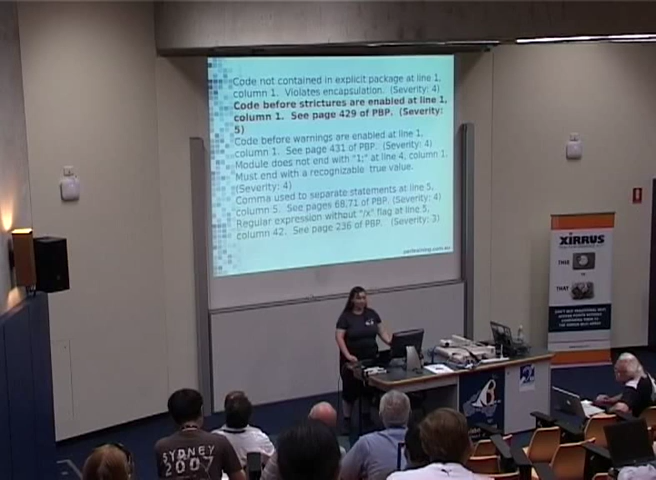 Code not contained in explicit package at line 1,
column 1. Violates encapsulation. (Severity: 4)
Code before strictures are enabled at line 1,
column 1. See page 429 of PBP. (Severity:
5)
Code before warnings are enabled at line 1,
column 1. See page 431 of PBP. (Severity: 4)
Module does not end with "1;" at line 4, column 1.
Must end with a recognizable true value.
(Severity: 4)
Comma used to separate statements at line 5,
column 5. See pages 68,71 of PBP. (Severity: 4)
Regular expression without "/x" flag at line 5,
column 42. See page 236 of PBP. (Severity: 3)
XIRRUS
THIS
THAT
SYDNEY
2007